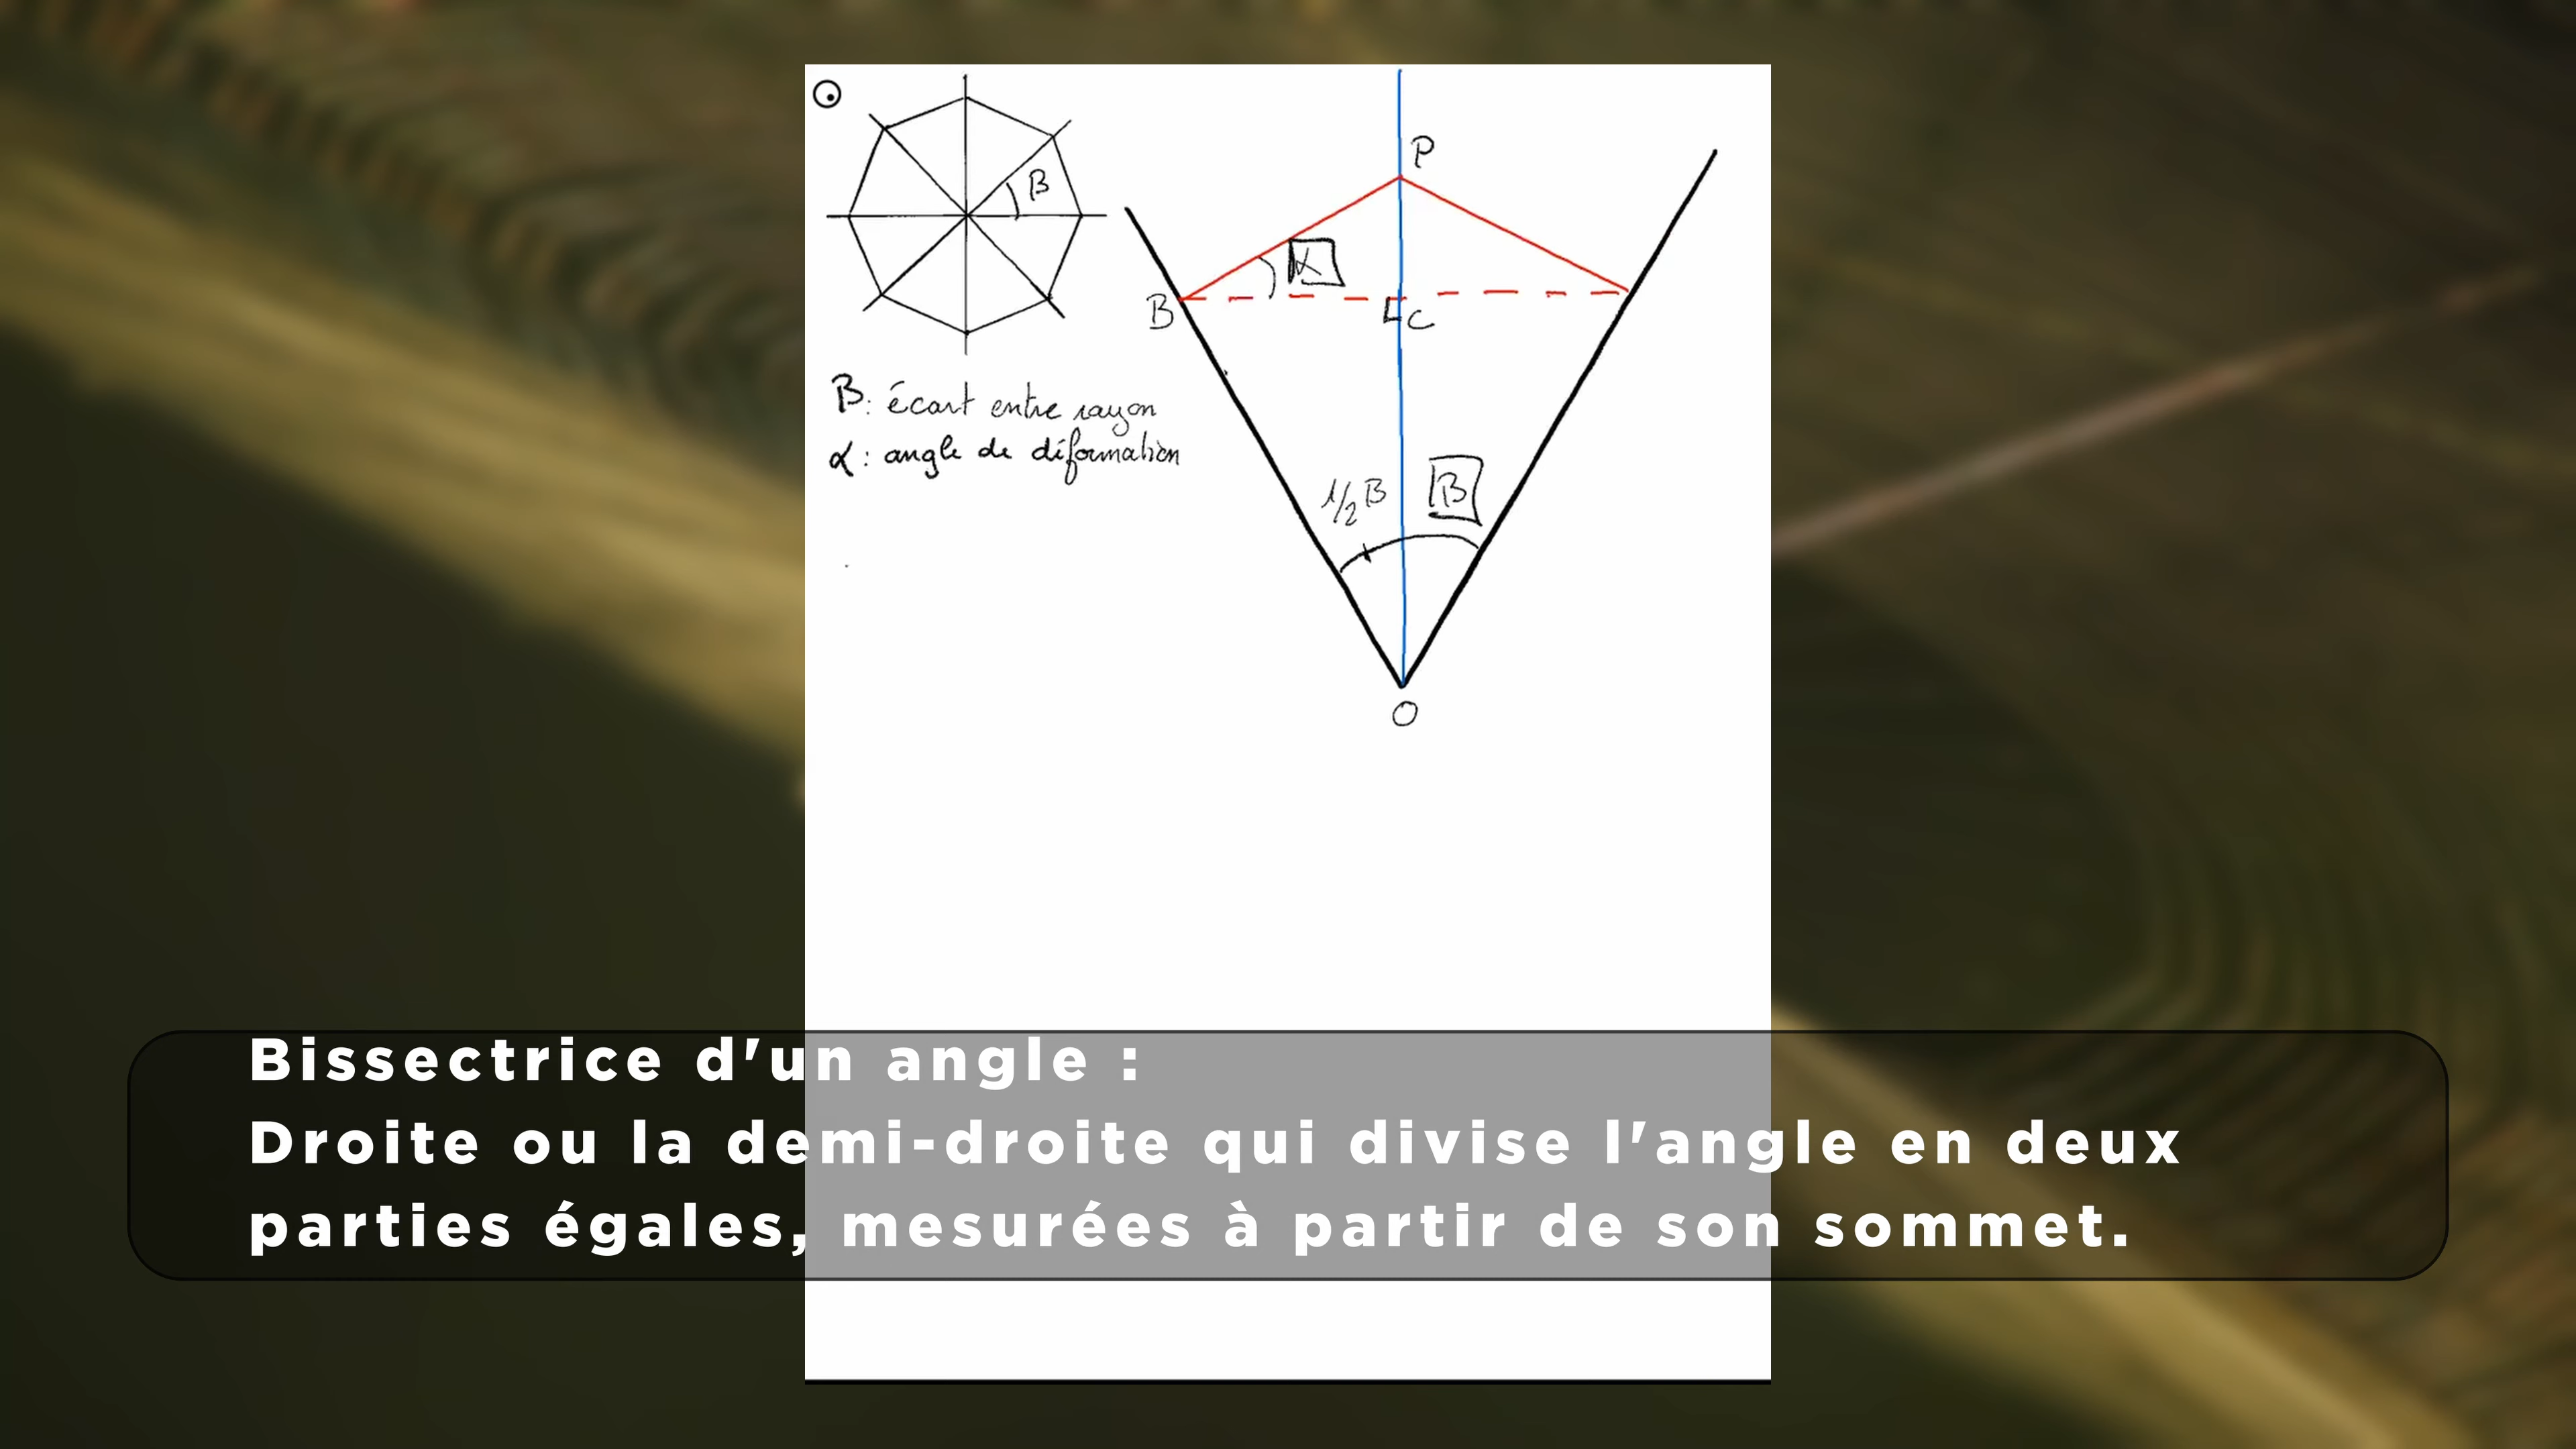 β
P
α
B
C
β: écart entre rayon
α: angle de déformation
1/2 β
β
O
Bissectrice d'un angle :
Droite ou la demi-droite qui divise l'angle en deux
parties égales, mesurées à partir de son sommet.